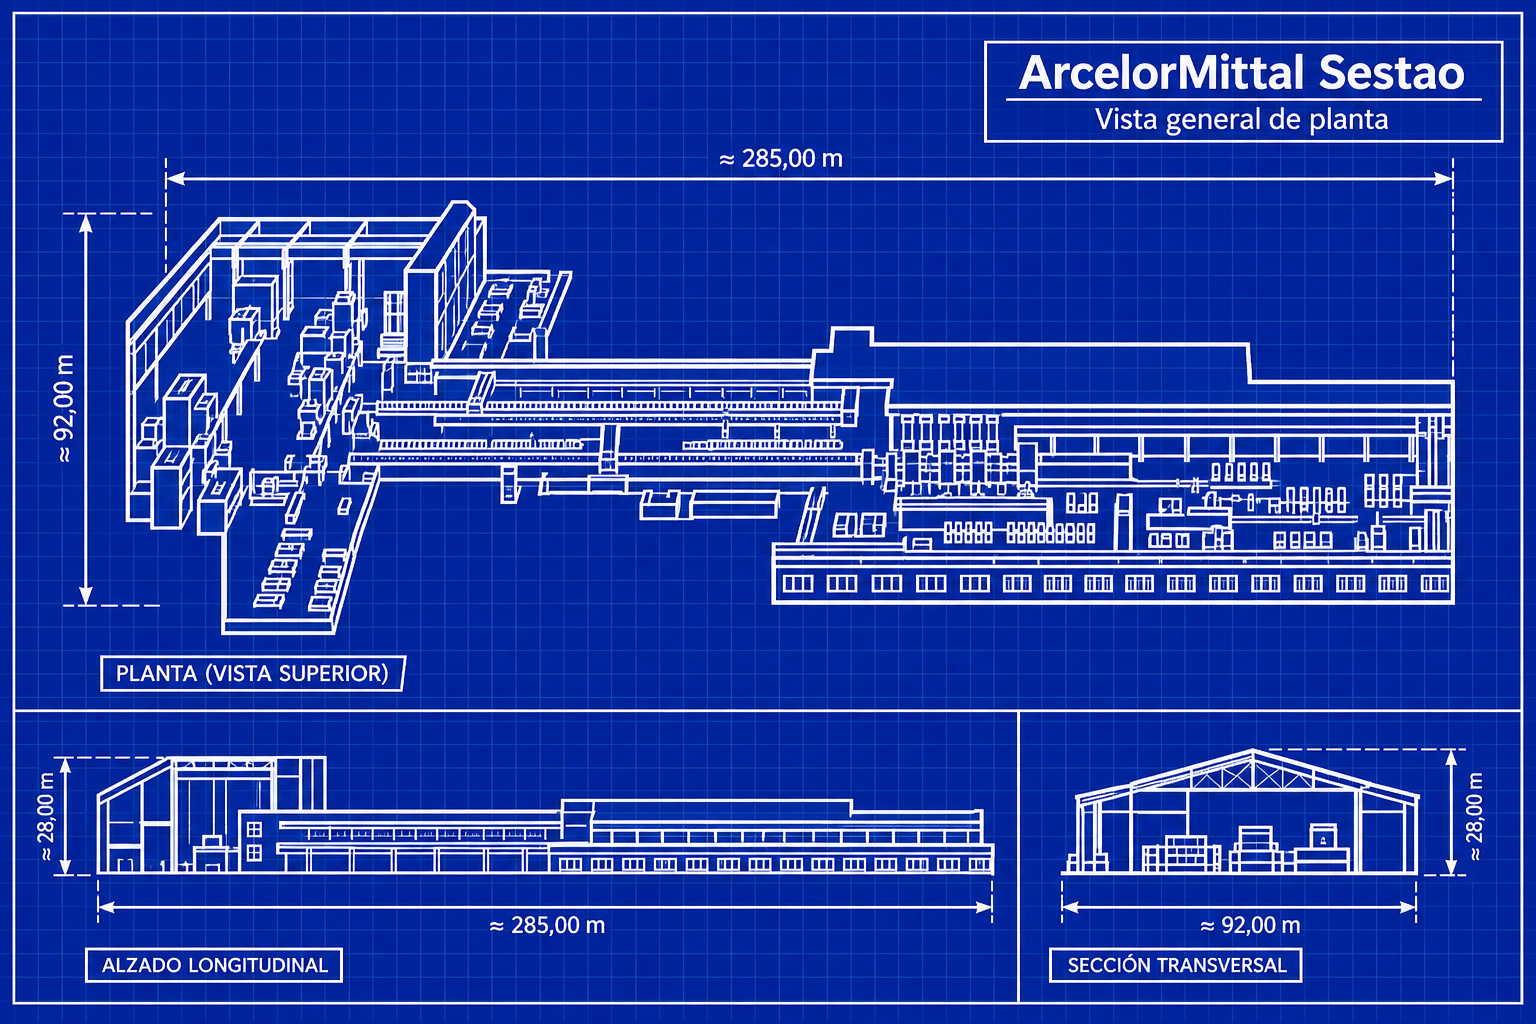 ArcelorMittal Sestao
Vista general de planta
≈ 285,00 m
≈ 92,00 m
PLANTA (VISTA SUPERIOR)
≈ 28,00 m
≈ 285,00 m
ALZADO LONGITUDINAL
≈ 28,00 m
≈ 92,00 m
SECCIÓN TRANSVERSAL